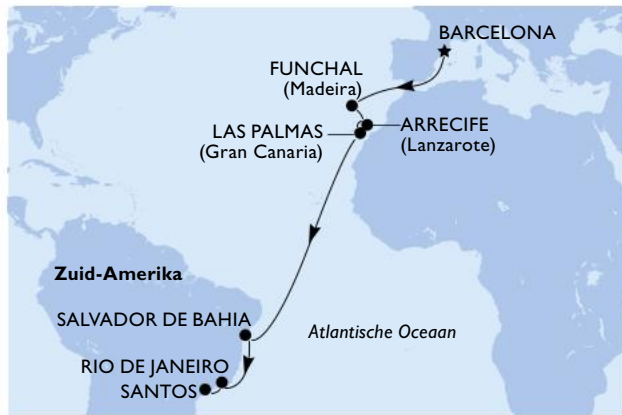 BARCELONA
FUNCHAL
(Madeira)
ARRECIFE
(Lanzarote)
LAS PALMAS
(Gran Canaria)
Zuid-Amerika
SALVADOR DE BAHIA
Atlantische Oceaan
RIO DE JANEIRO
SANTOS